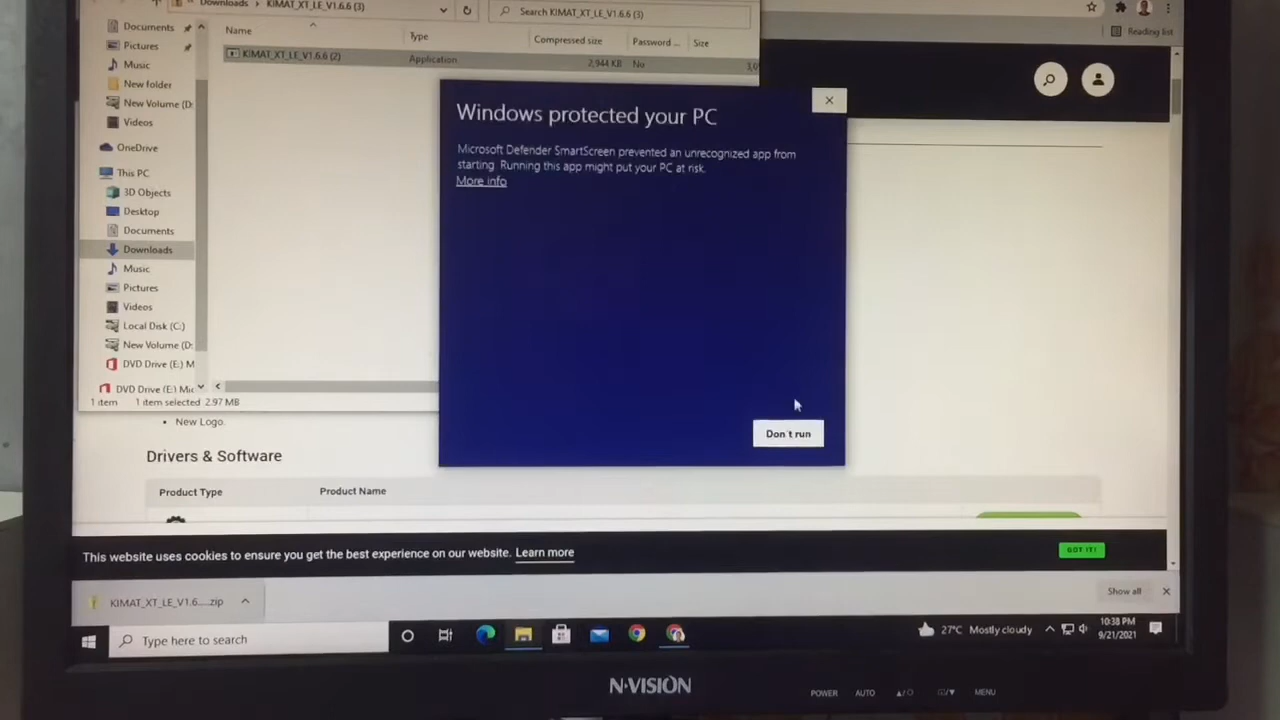 Downloads > KIMAT_XT_LE_V1.6.6 (3)
Search KIMAT_XT_LE_V1.6.6 (3)
Reading list
Name
Type
Compressed size
Password ...
Size
KIMAT_XT_LE_V1.6.6 (2)
Application
2,944 KB
No
Documents
Pictures
Music
New folder
New Volume (D:
Videos
OneDrive
This PC
3D Objects
Desktop
Documents
Downloads
Music
Pictures
Videos
Local Disk (C:)
New Volume (D:
DVD Drive (E:) M
DVD Drive (E:) Mic
1 item
1 item selected 2.97 MB
Windows protected your PC
Microsoft Defender SmartScreen prevented an unrecognized app from
starting. Running this app might put your PC at risk.
More info
Don't run
New Logo.
Drivers & Software
Product Type
Product Name
This website uses cookies to ensure you get the best experience on our website. Learn more
GOT IT!
KIMAT_XT_LE_V1.6....zip
Show all
Type here to search
27°C Mostly cloudy
10:38 PM
9/21/2021
N·VISION
POWER
AUTO
MENU